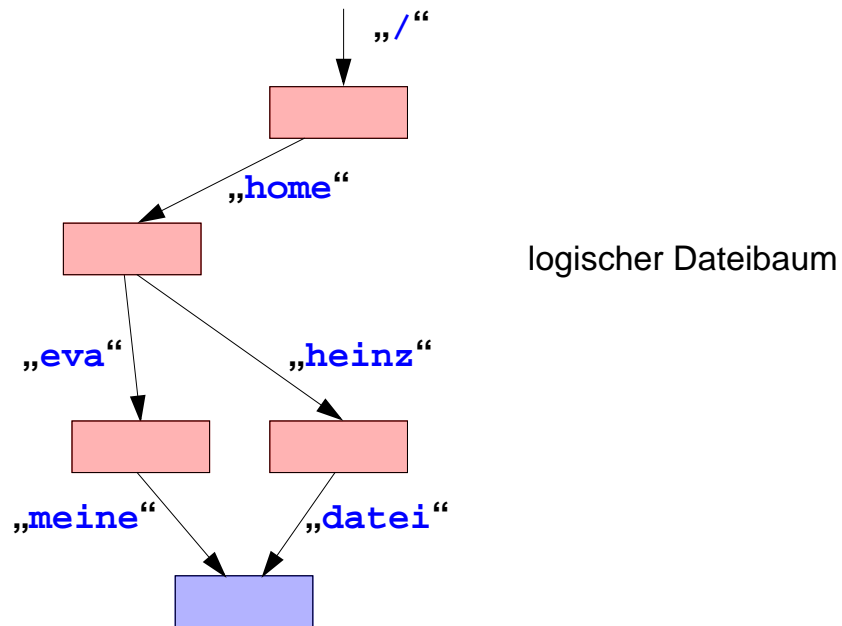 „/“
„home“
logischer Dateibaum
„eva“ „heinz“
„meine“ „datei“